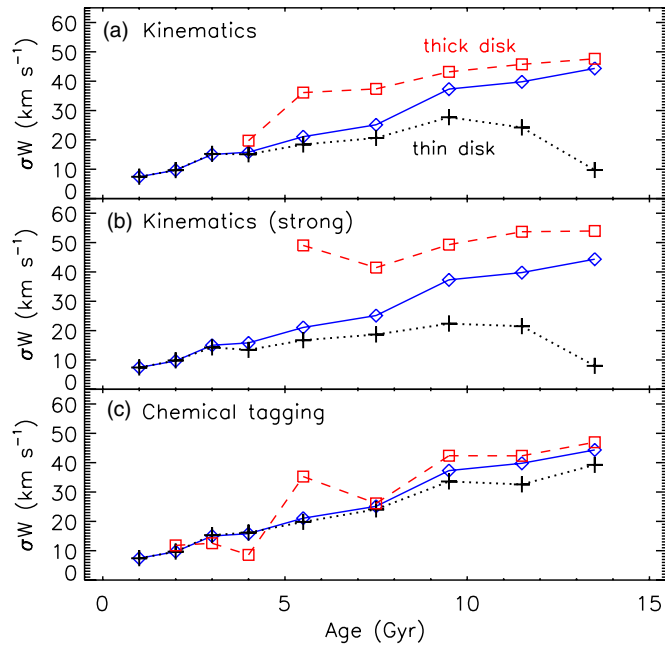 (a) Kinematics
thick disk
thin disk
60
50
40
30
20
10
0
σW (km s⁻¹)
(b) Kinematics (strong)
60
50
40
30
20
10
0
σW (km s⁻¹)
(c) Chemical tagging
60
50
40
30
20
10
0
σW (km s⁻¹)
0 5 10 15
Age (Gyr)